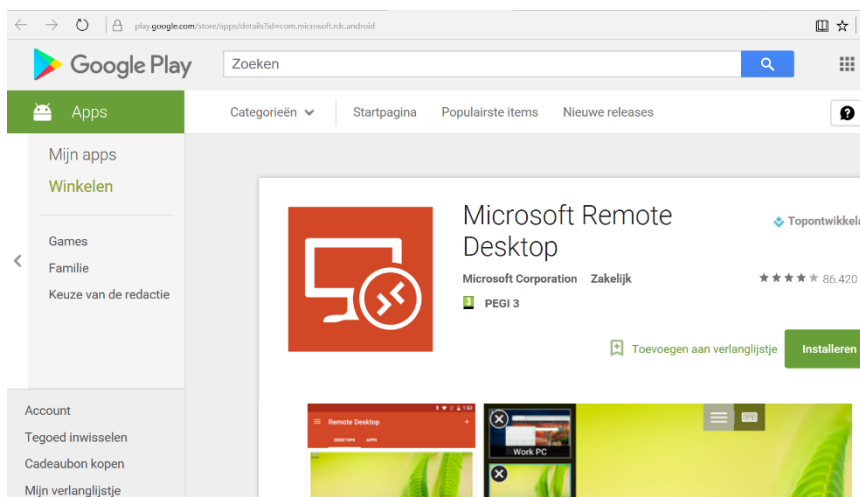 play.google.com/store/apps/details?id=com.microsoft.rdc.android
Google Play
Zoeken
Apps
Categorieën
Startpagina
Populairste items
Nieuwe releases
Mijn apps
Winkelen
Games
Familie
Keuze van de redactie
Account
Tegoed inwisselen
Cadeaubon kopen
Mijn verlanglijstje
Microsoft Remote
Desktop
Topontwikkela
Microsoft Corporation Zakelijk
86.420
3 PEGI 3
Toevoegen aan verlanglijstje
Installeren
1:53
Remote Desktop
DESKTOPS APPS
Work PC